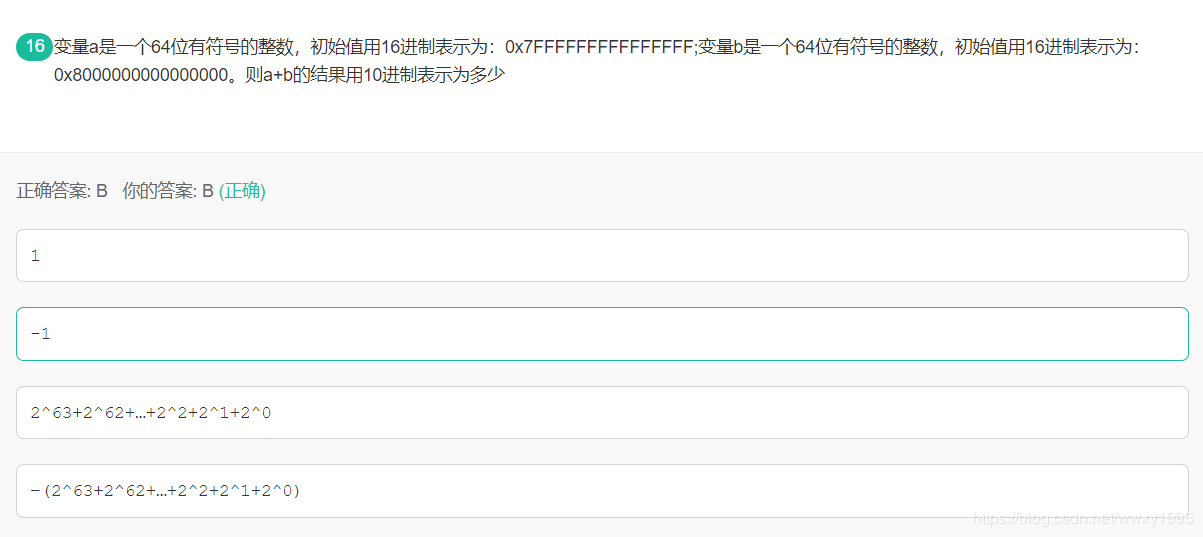 16 变量a是一个64位有符号的整数，初始值用16进制表示为：0x7FFFFFFFFFFFFFFF;变量b是一个64位有符号的整数，初始值用16进制表示为：
0x8000000000000000。则a+b的结果用10进制表示为多少
正确答案: B 你的答案: B (正确)
1
-1
2^63+2^62+…+2^2+2^1+2^0
-(2^63+2^62+…+2^2+2^1+2^0)
https://blog.csdn.net/wwxy1995